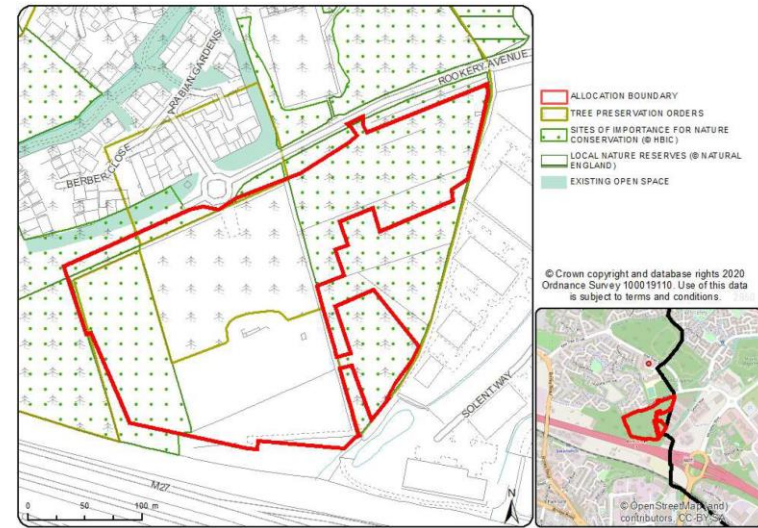 ARABIAN GARDENS
BERBER CLOSE
ROOKERY AVENUE
SOLENT WAY
M27
0 50 100 m
N
ALLOCATION BOUNDARY
TREE PRESERVATION ORDERS
SITES OF IMPORTANCE FOR NATURE
CONSERVATION (© HBIC)
LOCAL NATURE RESERVES (© NATURAL
ENGLAND)
EXISTING OPEN SPACE
© Crown copyright and database rights 2020
Ordnance Survey 100019110. Use of this data
is subject to terms and conditions.
© OpenStreetMap (and)
contributors, CC-BY-SA